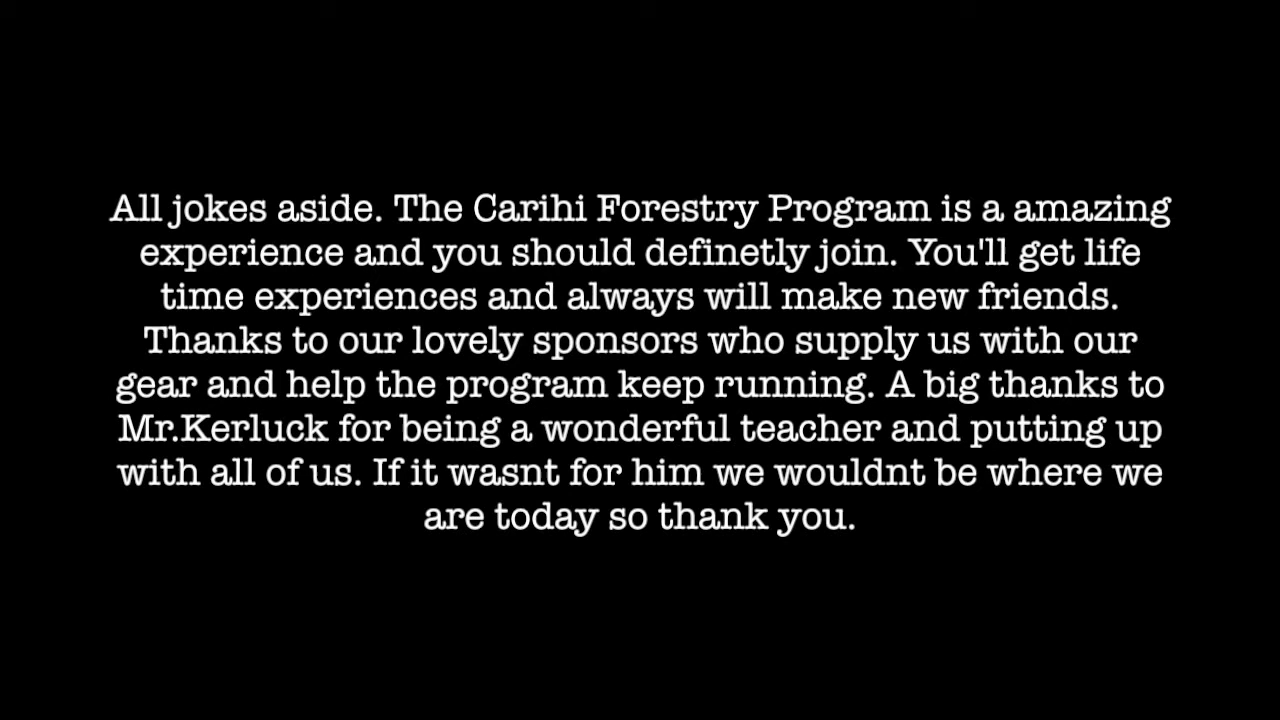 All jokes aside. The Carihi Forestry Program is a amazing
experience and you should definetly join. You'll get life
time experiences and always will make new friends.
Thanks to our lovely sponsors who supply us with our
gear and help the program keep running. A big thanks to
Mr.Kerluck for being a wonderful teacher and putting up
with all of us. If it wasnt for him we wouldnt be where we
are today so thank you.